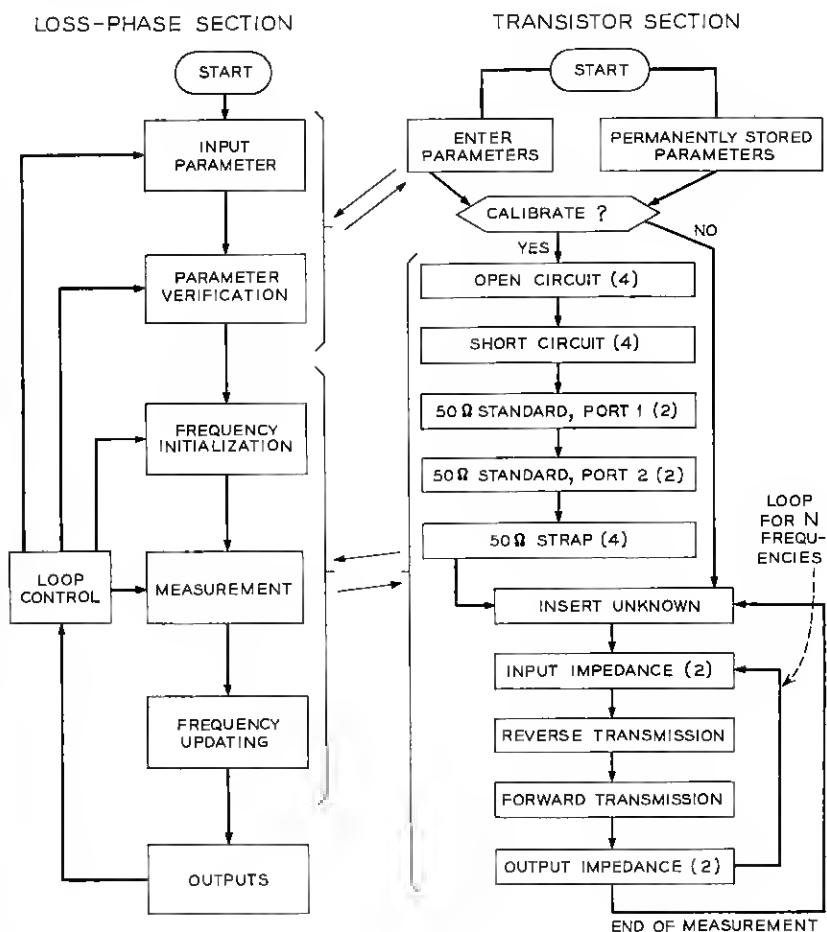 LOSS-PHASE SECTION
START
INPUT
PARAMETER
PARAMETER
VERIFICATION
FREQUENCY
INITIALIZATION
LOOP
CONTROL
MEASUREMENT
FREQUENCY
UPDATING
OUTPUTS
TRANSISTOR SECTION
START
ENTER
PARAMETERS
PERMANENTLY STORED
PARAMETERS
CALIBRATE ?
NO
YES
OPEN CIRCUIT (4)
SHORT CIRCUIT (4)
50 Ω STANDARD, PORT 1 (2)
50 Ω STANDARD, PORT 2 (2)
50 Ω STRAP (4)
LOOP
FOR N
FREQU-
ENCIES
INSERT UNKNOWN
INPUT IMPEDANCE (2)
REVERSE TRANSMISSION
FORWARD TRANSMISSION
OUTPUT IMPEDANCE (2)
END OF MEASUREMENT